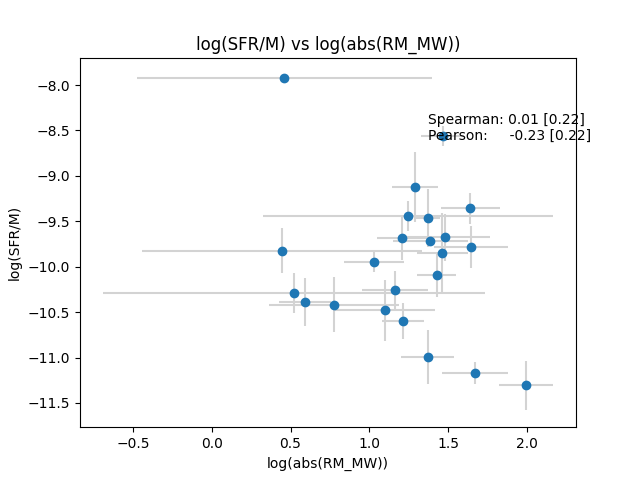 log(SFR/M) vs log(abs(RM_MW))
Spearman: 0.01 [0.22]
Pearson: -0.23 [0.22]
log(SFR/M)
−8.0
−8.5
−9.0
−9.5
−10.0
−10.5
−11.0
−11.5
−0.5 0.0 0.5 1.0 1.5 2.0
log(abs(RM_MW))